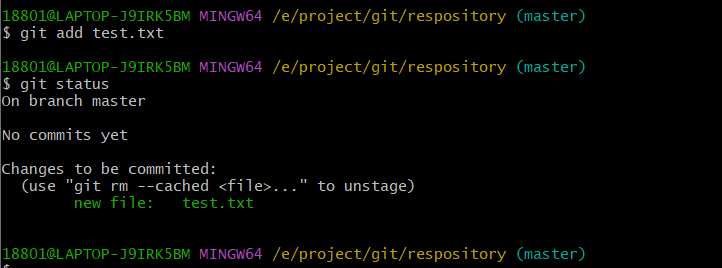 18801@LAPTOP-J9IRK5BM MINGW64 /e/project/git/respository (master)
$ git add test.txt
18801@LAPTOP-J9IRK5BM MINGW64 /e/project/git/respository (master)
$ git status
On branch master
No commits yet
Changes to be committed:
  (use "git rm --cached <file>..." to unstage)
        new file:   test.txt
18801@LAPTOP-J9IRK5BM MINGW64 /e/project/git/respository (master)
$